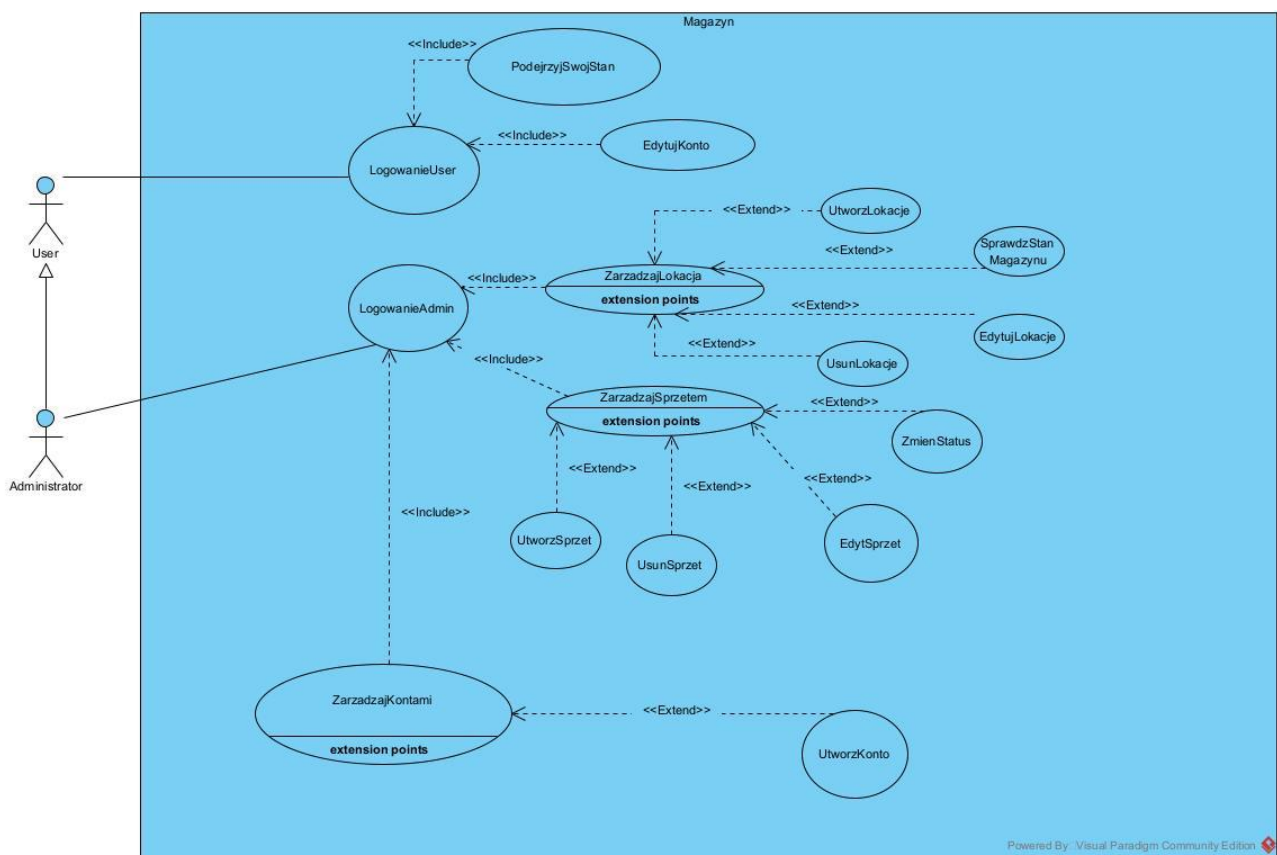 Magazyn
<<Include>>
PodejrzyjSwojStan
<<Include>>
EdytujKonto
LogowanieUser
User
<<Extend>>
UtworzLokacje
<<Extend>>
SprawdzStan
Magazynu
<<Include>>
ZarzadzajLokacja
extension points
LogowanieAdmin
<<Extend>>
EdytujLokacje
<<Extend>>
UsunLokacje
<<Include>>
ZarzadzajSprzetem
extension points
<<Extend>>
ZmienStatus
Administrator
<<Extend>>
<<Extend>>
<<Extend>>
<<Include>>
UtworzSprzet
UsunSprzet
EdytSprzet
ZarzadzajKontami
extension points
<<Extend>>
UtworzKonto
Powered By Visual Paradigm Community Edition